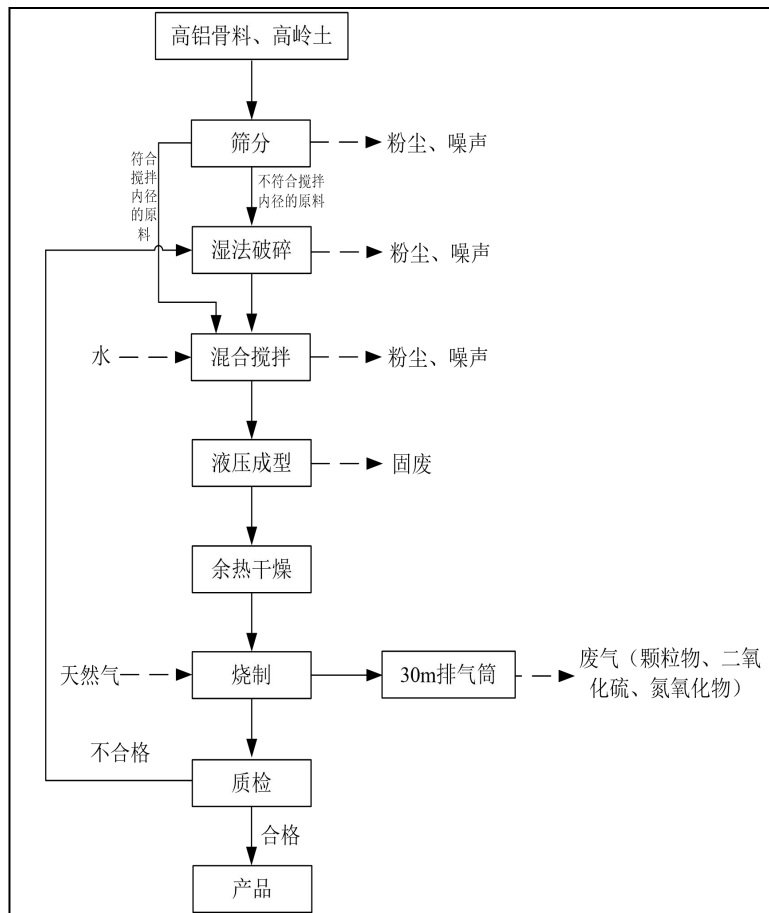 高铝骨料、高岭土
筛分
粉尘、噪声
符合
搅拌
内径
的原
料
不符合搅拌
内径的原料
湿法破碎
粉尘、噪声
水
混合搅拌
粉尘、噪声
液压成型
固废
余热干燥
天然气
烧制
30m排气筒
废气（颗粒物、二氧
化硫、氮氧化物）
不合格
质检
合格
产品